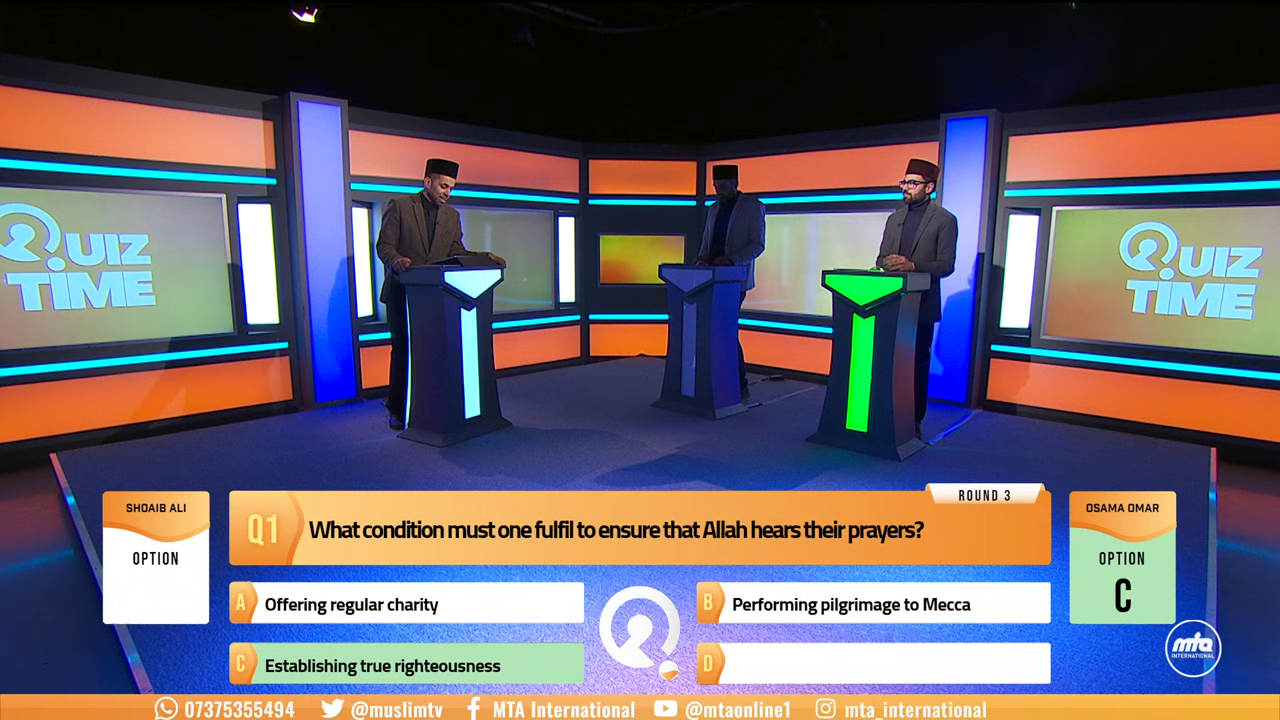 QUIZ
TIME
QUIZ
TIME
ROUND 3
SHOAIB ALI
OPTION
Q1
What condition must one fulfil to ensure that Allah hears their prayers?
OSAMA OMAR
OPTION
C
A Offering regular charity
B Performing pilgrimage to Mecca
C Establishing true righteousness
D
mta
INTERNATIONAL
07375355494 @muslimtv MTA International @mtaonline1 mta_international